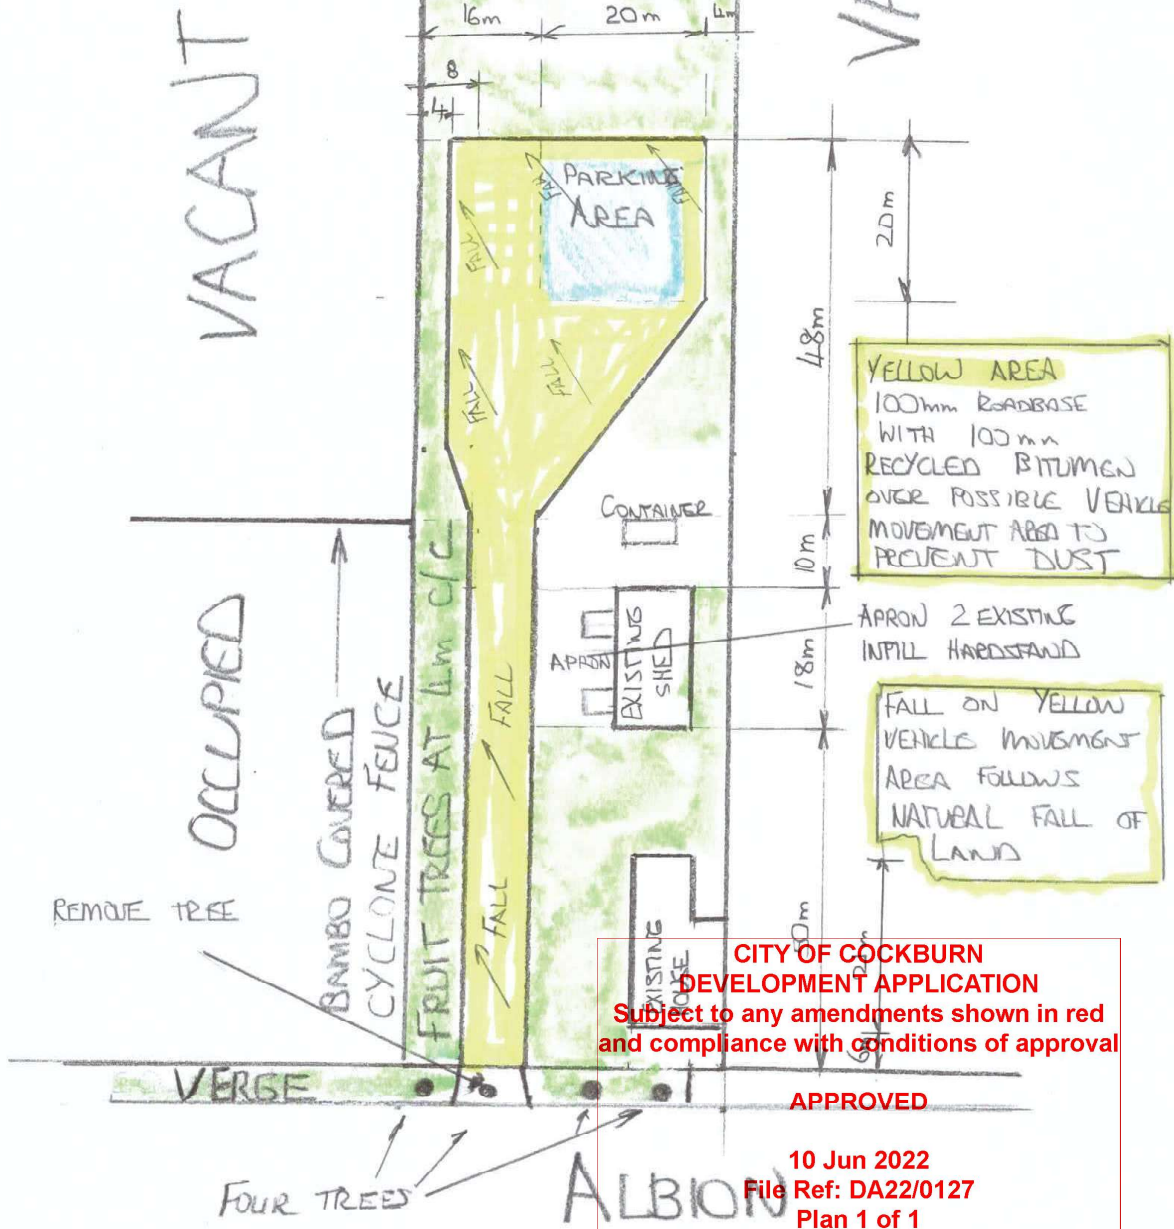 16m
20m
4m
8
4
VACANT
PARKING
AREA
FALL
FALL
FALL
FALL
FALL
20m
48m
YELLOW AREA
100mm ROADBASE
WITH 100mm
RECYCLED BITUMEN
OVER POSSIBLE VEHICLE
MOVEMENT AREA TO
PREVENT DUST
CONTAINER
10m
18m
APRON 2 EXISTING
INFILL HARDSTAND
APRON
EXISTING
SHED
FALL ON YELLOW
VEHICLE MOVEMENT
AREA FOLLOWS
NATURAL FALL OF
LAND
OCCUPIED
BAMBO COVERED
CYCLONE FENCE
FRUIT TREES AT 4m C/C
FALL
FALL
REMOVE TREE
EXISTING
HOUSE
20m
6m
CITY OF COCKBURN
DEVELOPMENT APPLICATION
Subject to any amendments shown in red
and compliance with conditions of approval
APPROVED
10 Jun 2022
File Ref: DA22/0127
Plan 1 of 1
VERGE
FOUR TREES
ALBION